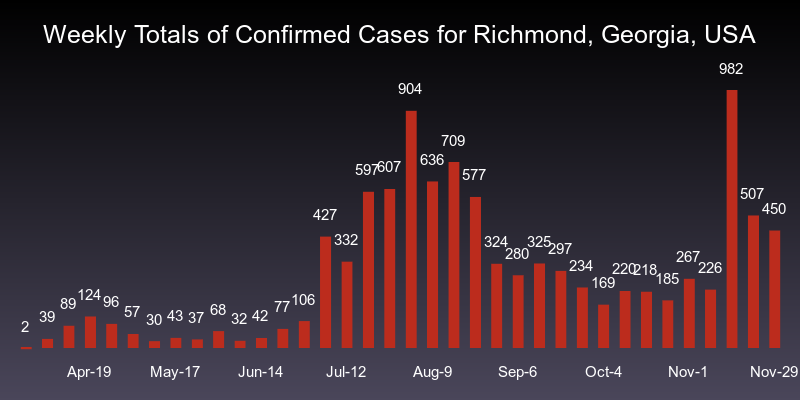 Weekly Totals of Confirmed Cases for Richmond, Georgia, USA
2 39 89 124 96 57 30 43 37 68 32 42 77 106 427 332 597 607 904 636 709 577 324 280 325 297 234 169 220 218 185 267 226 982 507 450
Apr-19 May-17 Jun-14 Jul-12 Aug-9 Sep-6 Oct-4 Nov-1 Nov-29